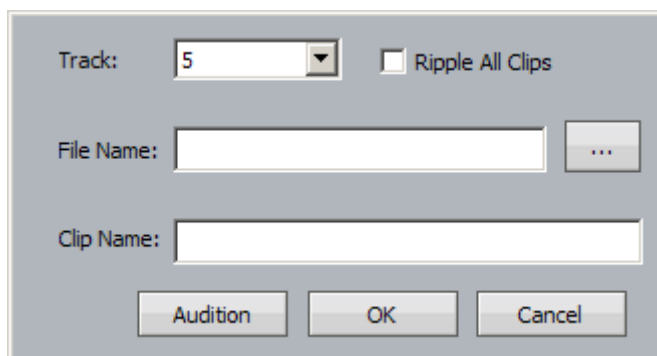 Track: 5 Ripple All Clips
File Name: ...
Clip Name:
Audition OK Cancel